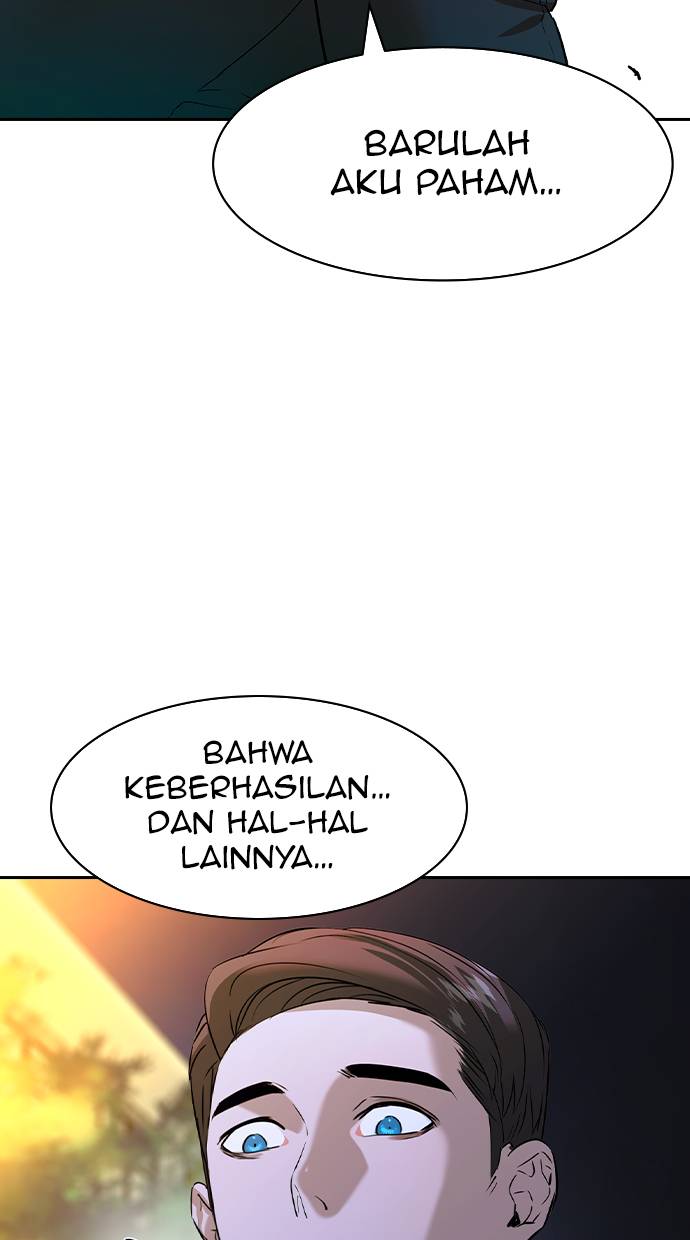 BARULAH
AKU PAHAM...
BAHWA
KEBERHASILAN...
DAN HAL-HAL
LAINNYA...